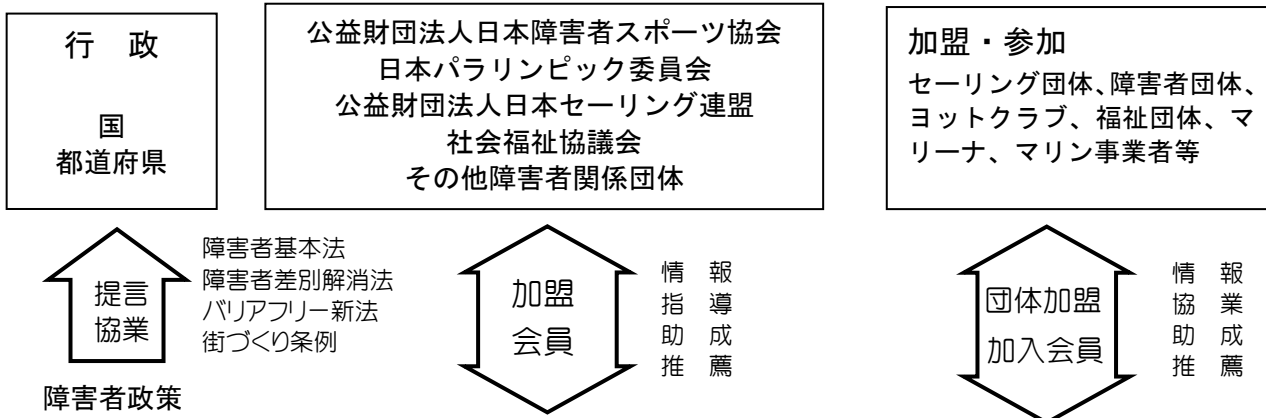 行　政
国
都道府県
公益財団法人日本障害者スポーツ協会
日本パラリンピック委員会
公益財団法人日本セーリング連盟
社会福祉協議会
その他障害者関係団体
加盟・参加
セーリング団体、障害者団体、
ヨットクラブ、福祉団体、マ
リーナ、マリン事業者等
提言
協業
障害者基本法
障害者差別解消法
バリアフリー新法
街づくり条例
障害者政策
加盟
会員
情　報
指　導
助　成
推　薦
団体加盟
加入会員
情　報
協　業
助　成
推　薦